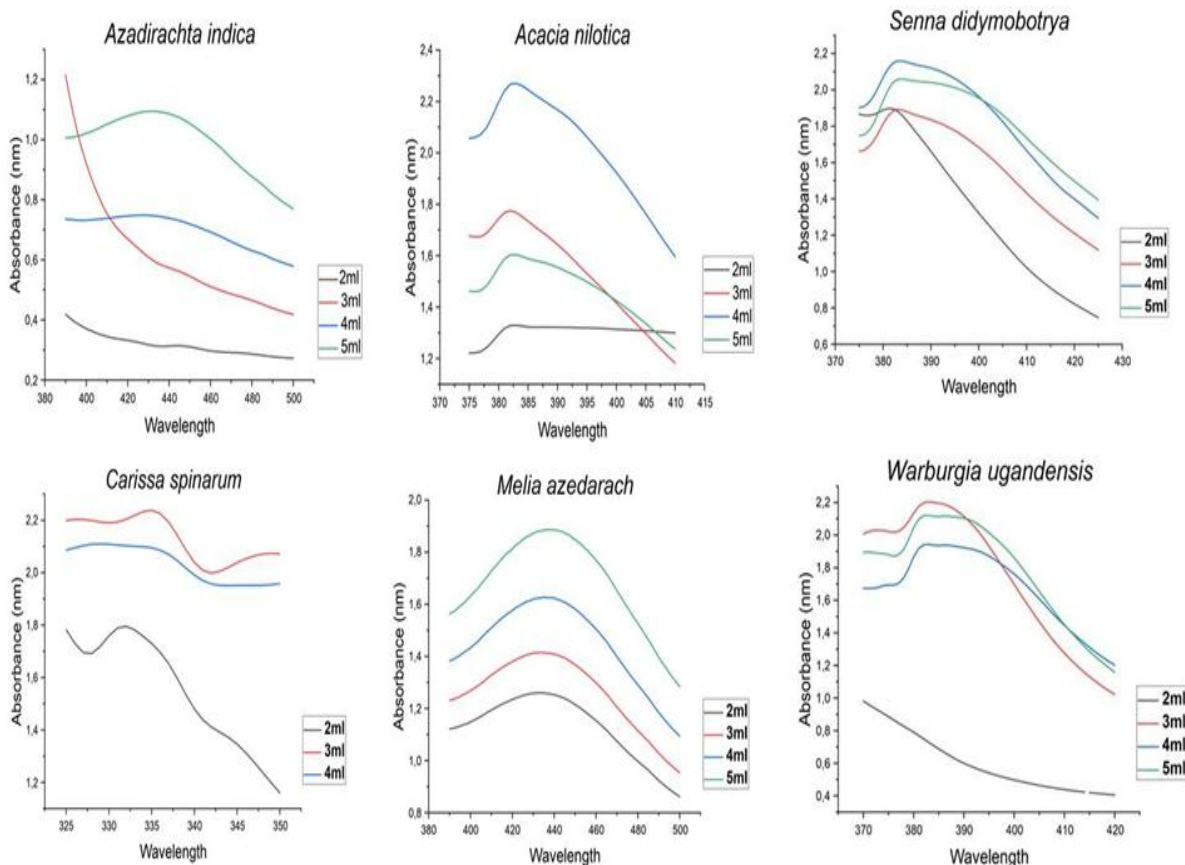 Azadirachta indica
Absorbance (nm)
1,2
1,0
0,8
0,6
0,4
0,2
380 400 420 440 460 480 500
Wavelength
2ml
3ml
4ml
5ml
Acacia nilotica
Absorbance (nm)
2,4
2,2
2,0
1,8
1,6
1,4
1,2
370 375 380 385 390 395 400 405 410 415
Wavelength
2ml
3ml
4ml
5ml
Senna didymobotrya
Absorbance (nm)
2,2
2,0
1,8
1,6
1,4
1,2
1,0
0,8
0,6
370 380 390 400 410 420 430
Wavelength
2ml
3ml
4ml
5ml
Carissa spinarum
Absorbance (nm)
2,2
2,0
1,8
1,6
1,4
1,2
325 330 335 340 345 350
Wavelength
2ml
3ml
4ml
Melia azedarach
Absorbance (nm)
2,0
1,8
1,6
1,4
1,2
1,0
0,8
380 400 420 440 460 480 500
Wavelength
2ml
3ml
4ml
5ml
Warburgia ugandensis
Absorbance (nm)
2,2
2,0
1,8
1,6
1,4
1,2
1,0
0,8
0,6
0,4
370 380 390 400 410 420
Wavelength
2ml
3ml
4ml
5ml